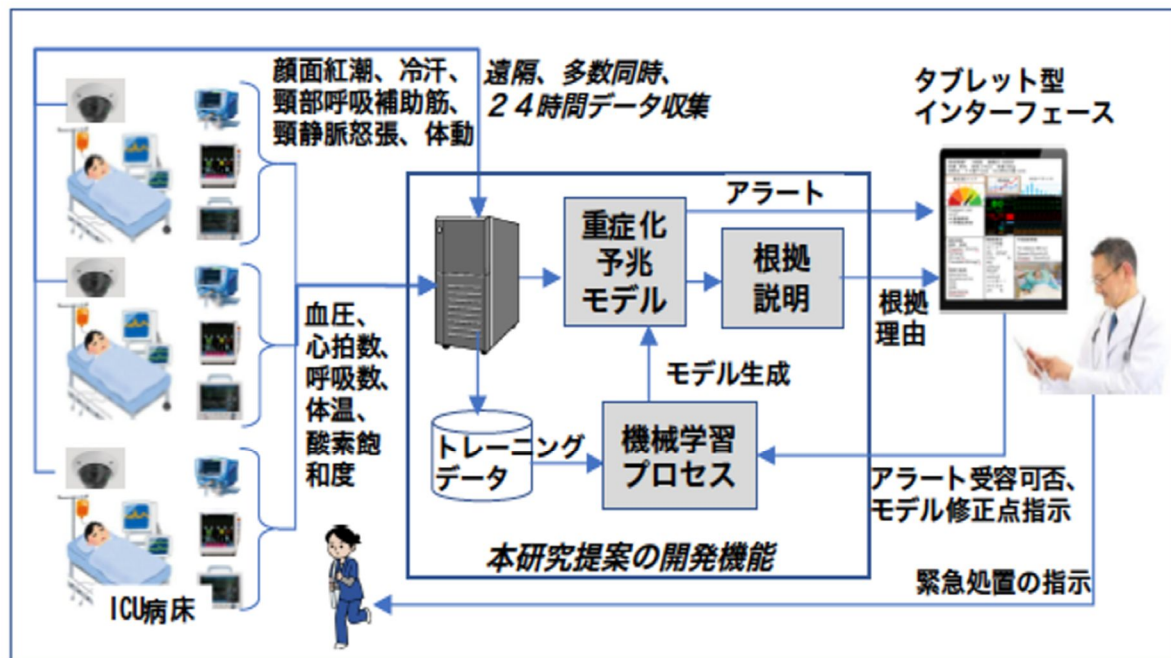 顔面紅潮、冷汗、
頸部呼吸補助筋、
頸静脈怒張、体動
遠隔、多数同時、
２４時間データ収集
タブレット型
インターフェース
アラート
重症化
予兆
モデル
根拠
説明
根拠
理由
血圧、
心拍数、
呼吸数、
体温、
酸素飽
和度
モデル生成
トレーニング
データ
機械学習
プロセス
アラート受容可否、
モデル修正点指示
本研究提案の開発機能
緊急処置の指示
ICU病床